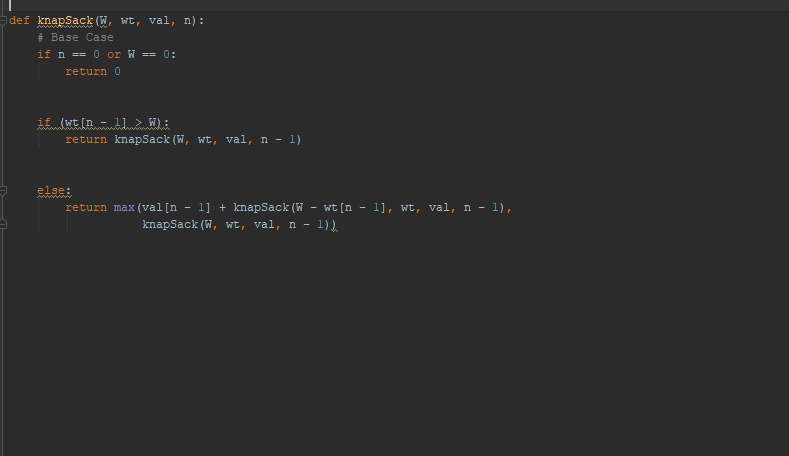 def knapSack(W, wt, val, n):
# Base Case
if n == 0 or W == 0:
return 0
if (wt[n - 1] > W):
return knapSack(W, wt, val, n - 1)
else:
return max(val[n - 1] + knapSack(W - wt[n - 1], wt, val, n - 1),
knapSack(W, wt, val, n - 1))